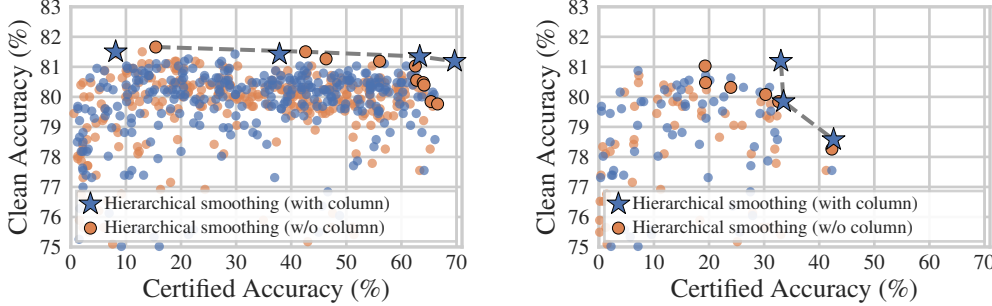 83
82
81
80
79
78
77
76
75
Clean Accuracy (%)
Hierarchical smoothing (with column)
Hierarchical smoothing (w/o column)
0 10 20 30 40 50 60 70
Certified Accuracy (%)
83
82
81
80
79
78
77
76
75
Clean Accuracy (%)
Hierarchical smoothing (with column)
Hierarchical smoothing (w/o column)
0 10 20 30 40 50 60 70
Certified Accuracy (%)